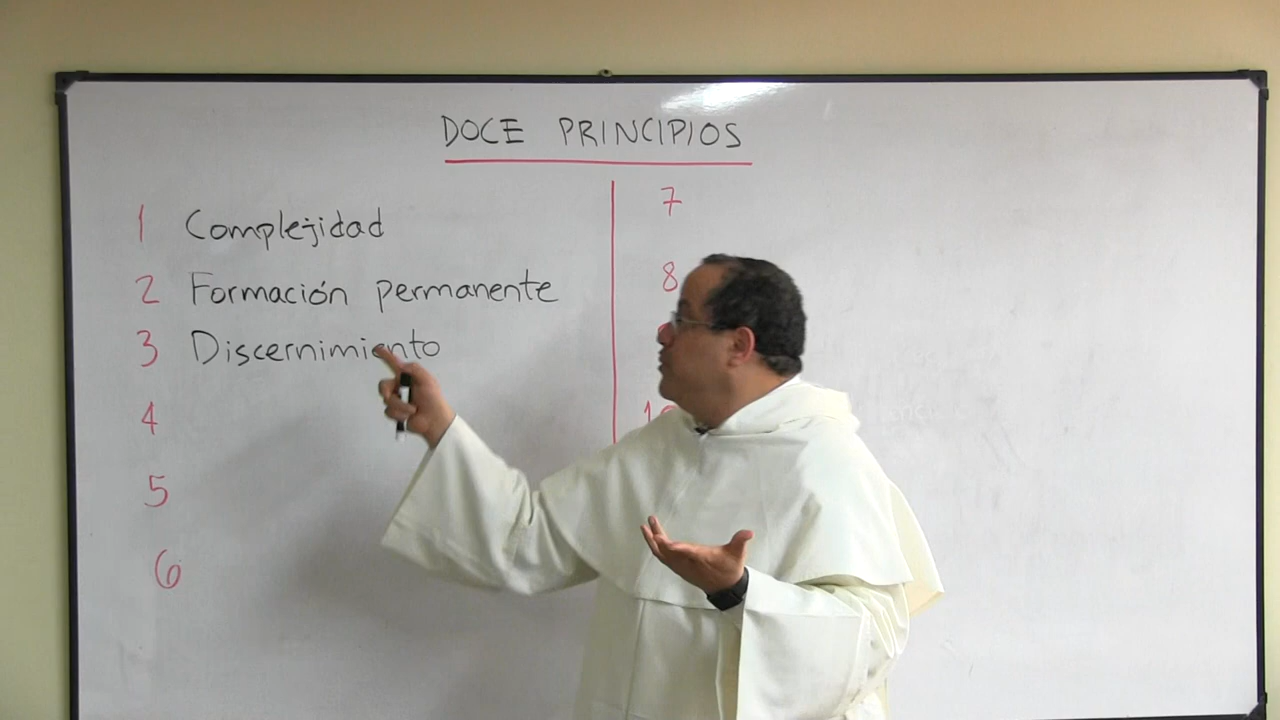 DOCE PRINCIPIOS
1 Complejidad
2 Formación permanente
3 Discernimiento
4
5
6
7
8